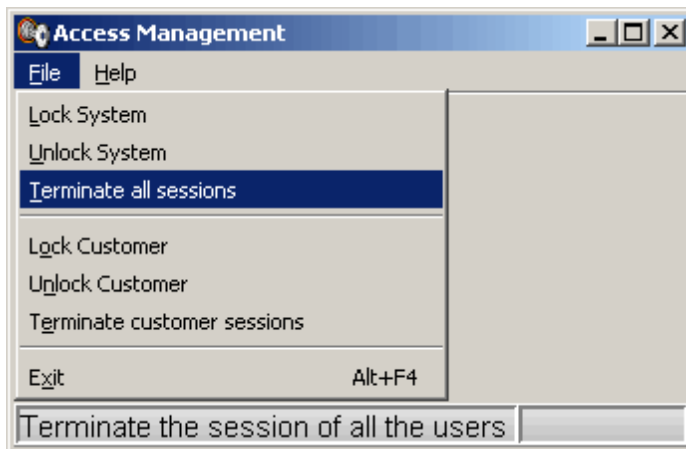 Access Management
File Help
Lock System
Unlock System
Terminate all sessions
Lock Customer
Unlock Customer
Terminate customer sessions
Exit Alt+F4
Terminate the session of all the users